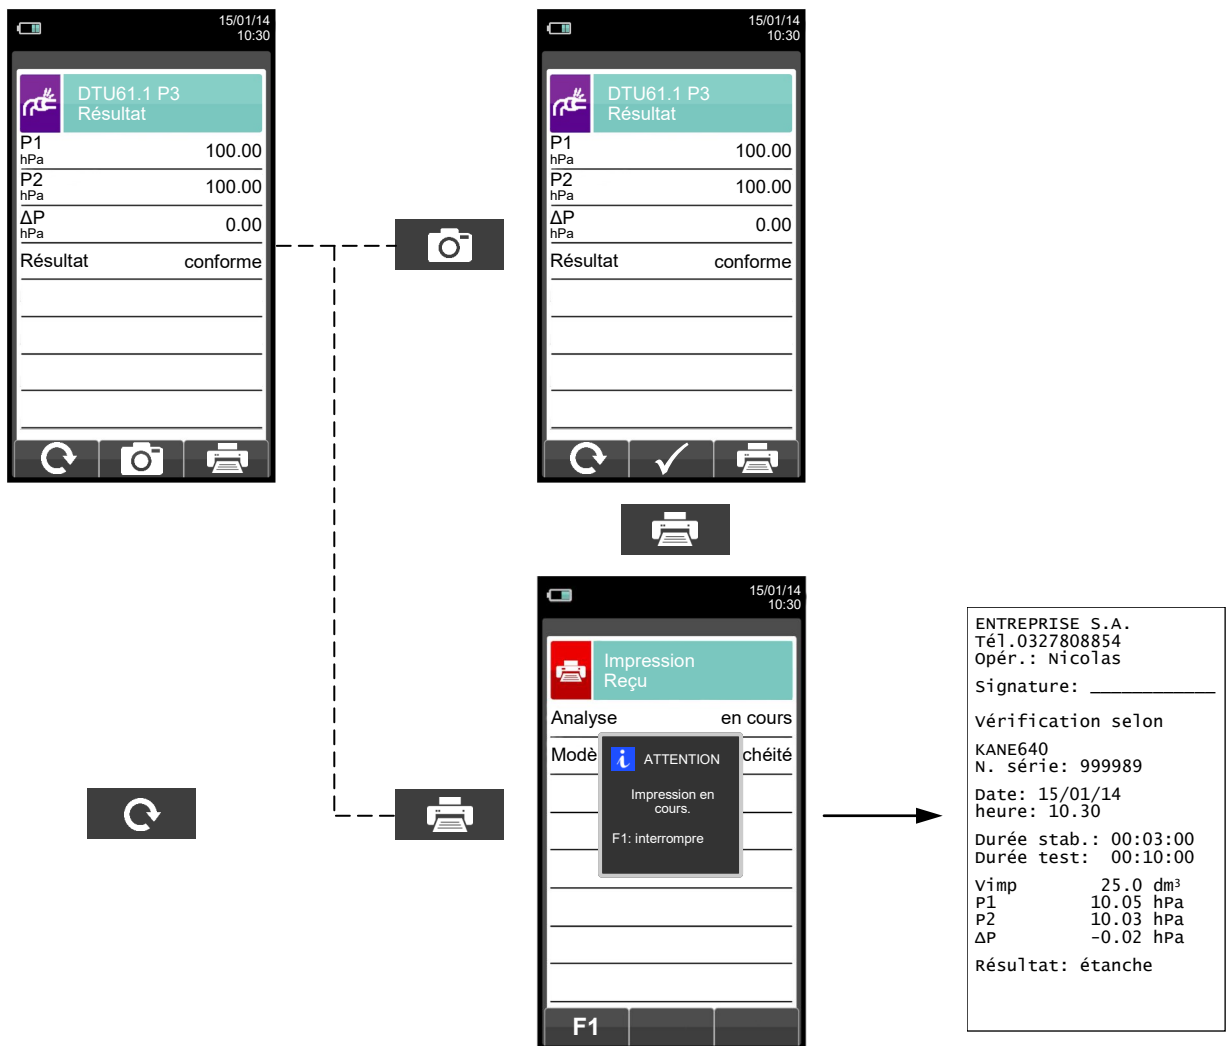 15/01/14
10:30
DTU61.1 P3
Résultat
P1
hPa
100.00
P2
hPa
100.00
ΔP
hPa
0.00
Résultat conforme
15/01/14
10:30
DTU61.1 P3
Résultat
P1
hPa
100.00
P2
hPa
100.00
ΔP
hPa
0.00
Résultat conforme
15/01/14
10:30
Impression
Reçu
Analyse en cours
Modè chéité
i ATTENTION
Impression en
cours.
F1: interrompre
F1
ENTREPRISE S.A.
Tél.0327808854
Opér.: Nicolas
Signature: ____________
Vérification selon
KANE640
N. série: 999989
Date: 15/01/14
heure: 10.30
Durée stab.: 00:03:00
Durée test: 00:10:00
Vimp 25.0 dm³
P1 10.05 hPa
P2 10.03 hPa
ΔP -0.02 hPa
Résultat: étanche